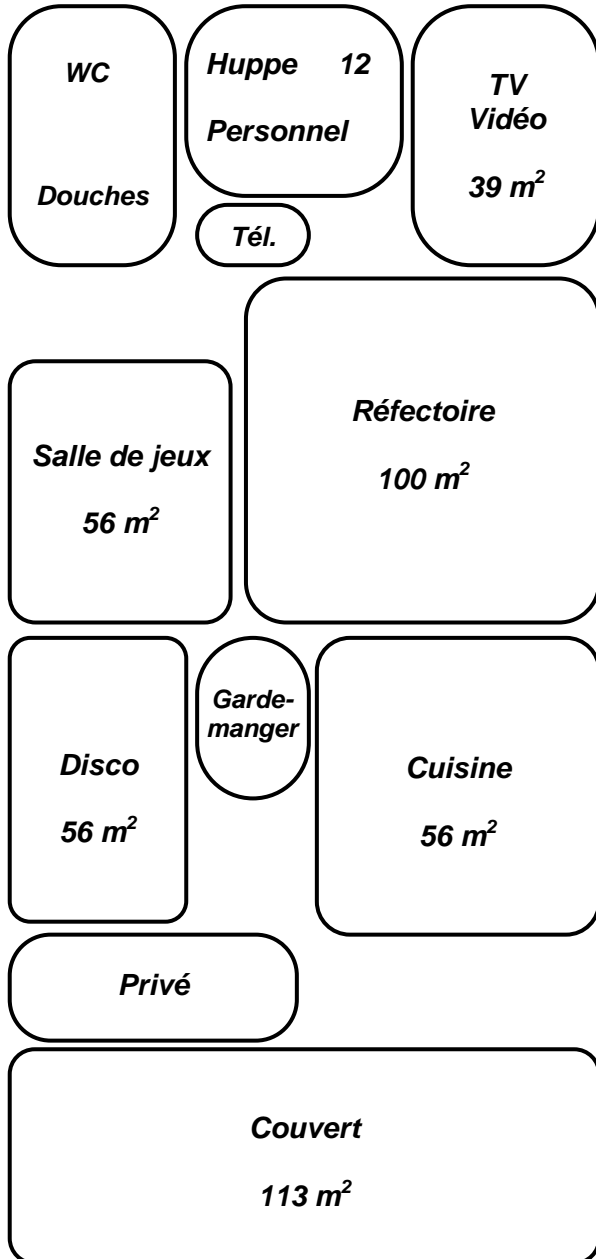 WC
Douches
Huppe 12
Personnel
TV
Vidéo
39 m²
Tél.
Réfectoire
100 m²
Salle de jeux
56 m²
Disco
56 m²
Garde-
manger
Cuisine
56 m²
Privé
Couvert
113 m²